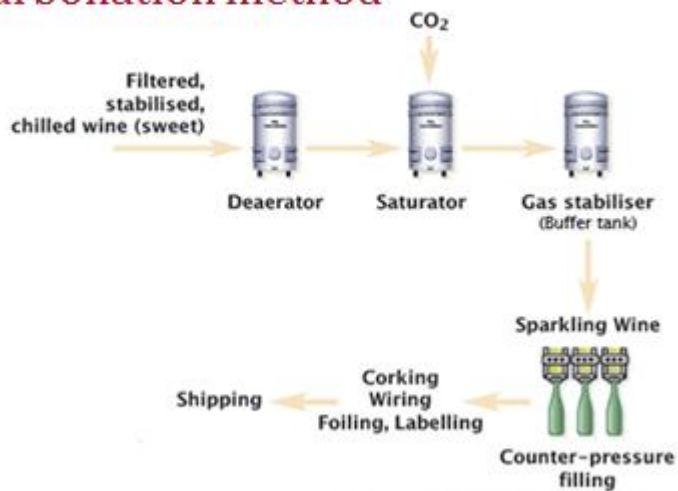 CO₂
Filtered,
stabilised,
chilled wine (sweet)
Deaerator
Saturator
Gas stabiliser
(Buffer tank)
Sparkling Wine
Counter-pressure
filling
Corking
Wiring
Foiling, Labelling
Shipping